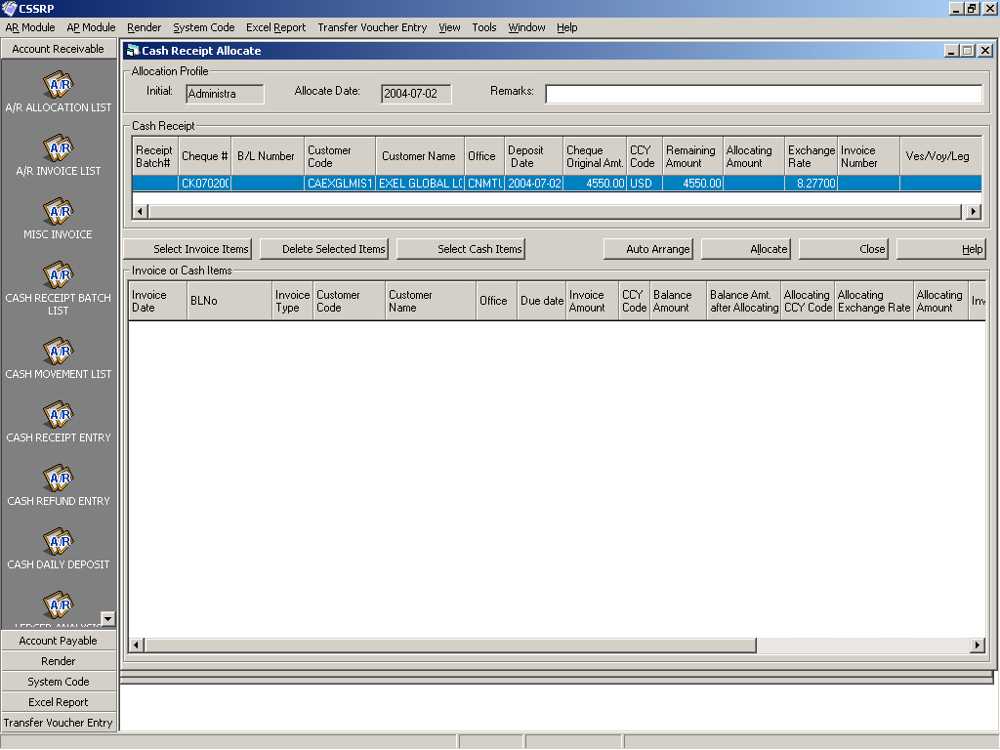 CSSRP
AR Module AP Module Render System Code Excel Report Transfer Voucher Entry View Tools Window Help
Account Receivable
A/R
A/R ALLOCATION LIST
A/R
A/R INVOICE LIST
A/R
MISC INVOICE
A/R
CASH RECEIPT BATCH
LIST
A/R
CASH MOVEMENT LIST
A/R
CASH RECEIPT ENTRY
A/R
CASH REFUND ENTRY
A/R
CASH DAILY DEPOSIT
A/R
LEDGER ANALYSIS
Account Payable
Render
System Code
Excel Report
Transfer Voucher Entry
Cash Receipt Allocate
Allocation Profile
Initial: Administra Allocate Date: 2004-07-02 Remarks:
Cash Receipt
Receipt Batch# Cheque # B/L Number Customer Code Customer Name Office Deposit Date Cheque Original Amt. CCY Code Remaining Amount Allocating Amount Exchange Rate Invoice Number Ves/Voy/Leg
CK07020 CAEXGLMIS1 EXEL GLOBAL LO CNMTU 2004-07-02 4550.00 USD 4550.00 8.27700
Select Invoice Items Delete Selected Items Select Cash Items Auto Arrange Allocate Close Help
Invoice or Cash Items
Invoice Date BLNo Invoice Type Customer Code Customer Name Office Due date Invoice Amount CCY Code Balance Amount Balance Amt. after Allocating Allocating CCY Code Allocating Exchange Rate Allocating Amount Inv